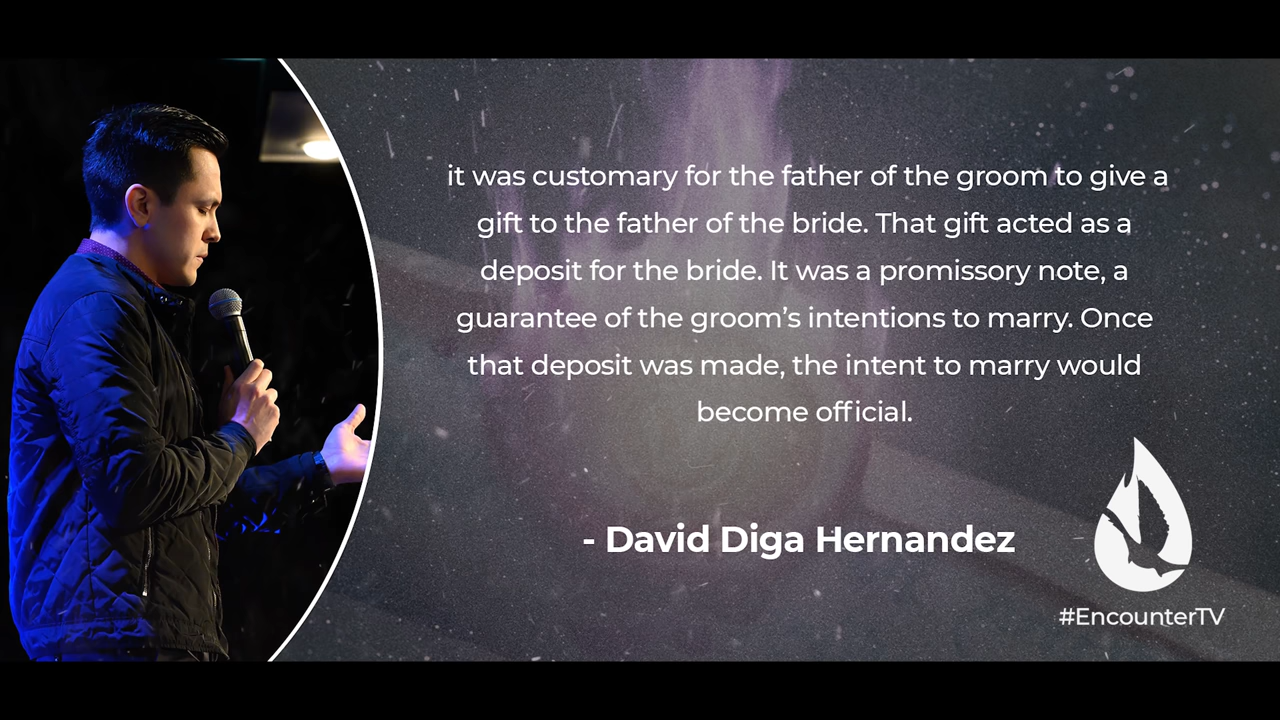 it was customary for the father of the groom to give a
gift to the father of the bride. That gift acted as a
deposit for the bride. It was a promissory note, a
guarantee of the groom’s intentions to marry. Once
that deposit was made, the intent to marry would
become official.
- David Diga Hernandez
#EncounterTV